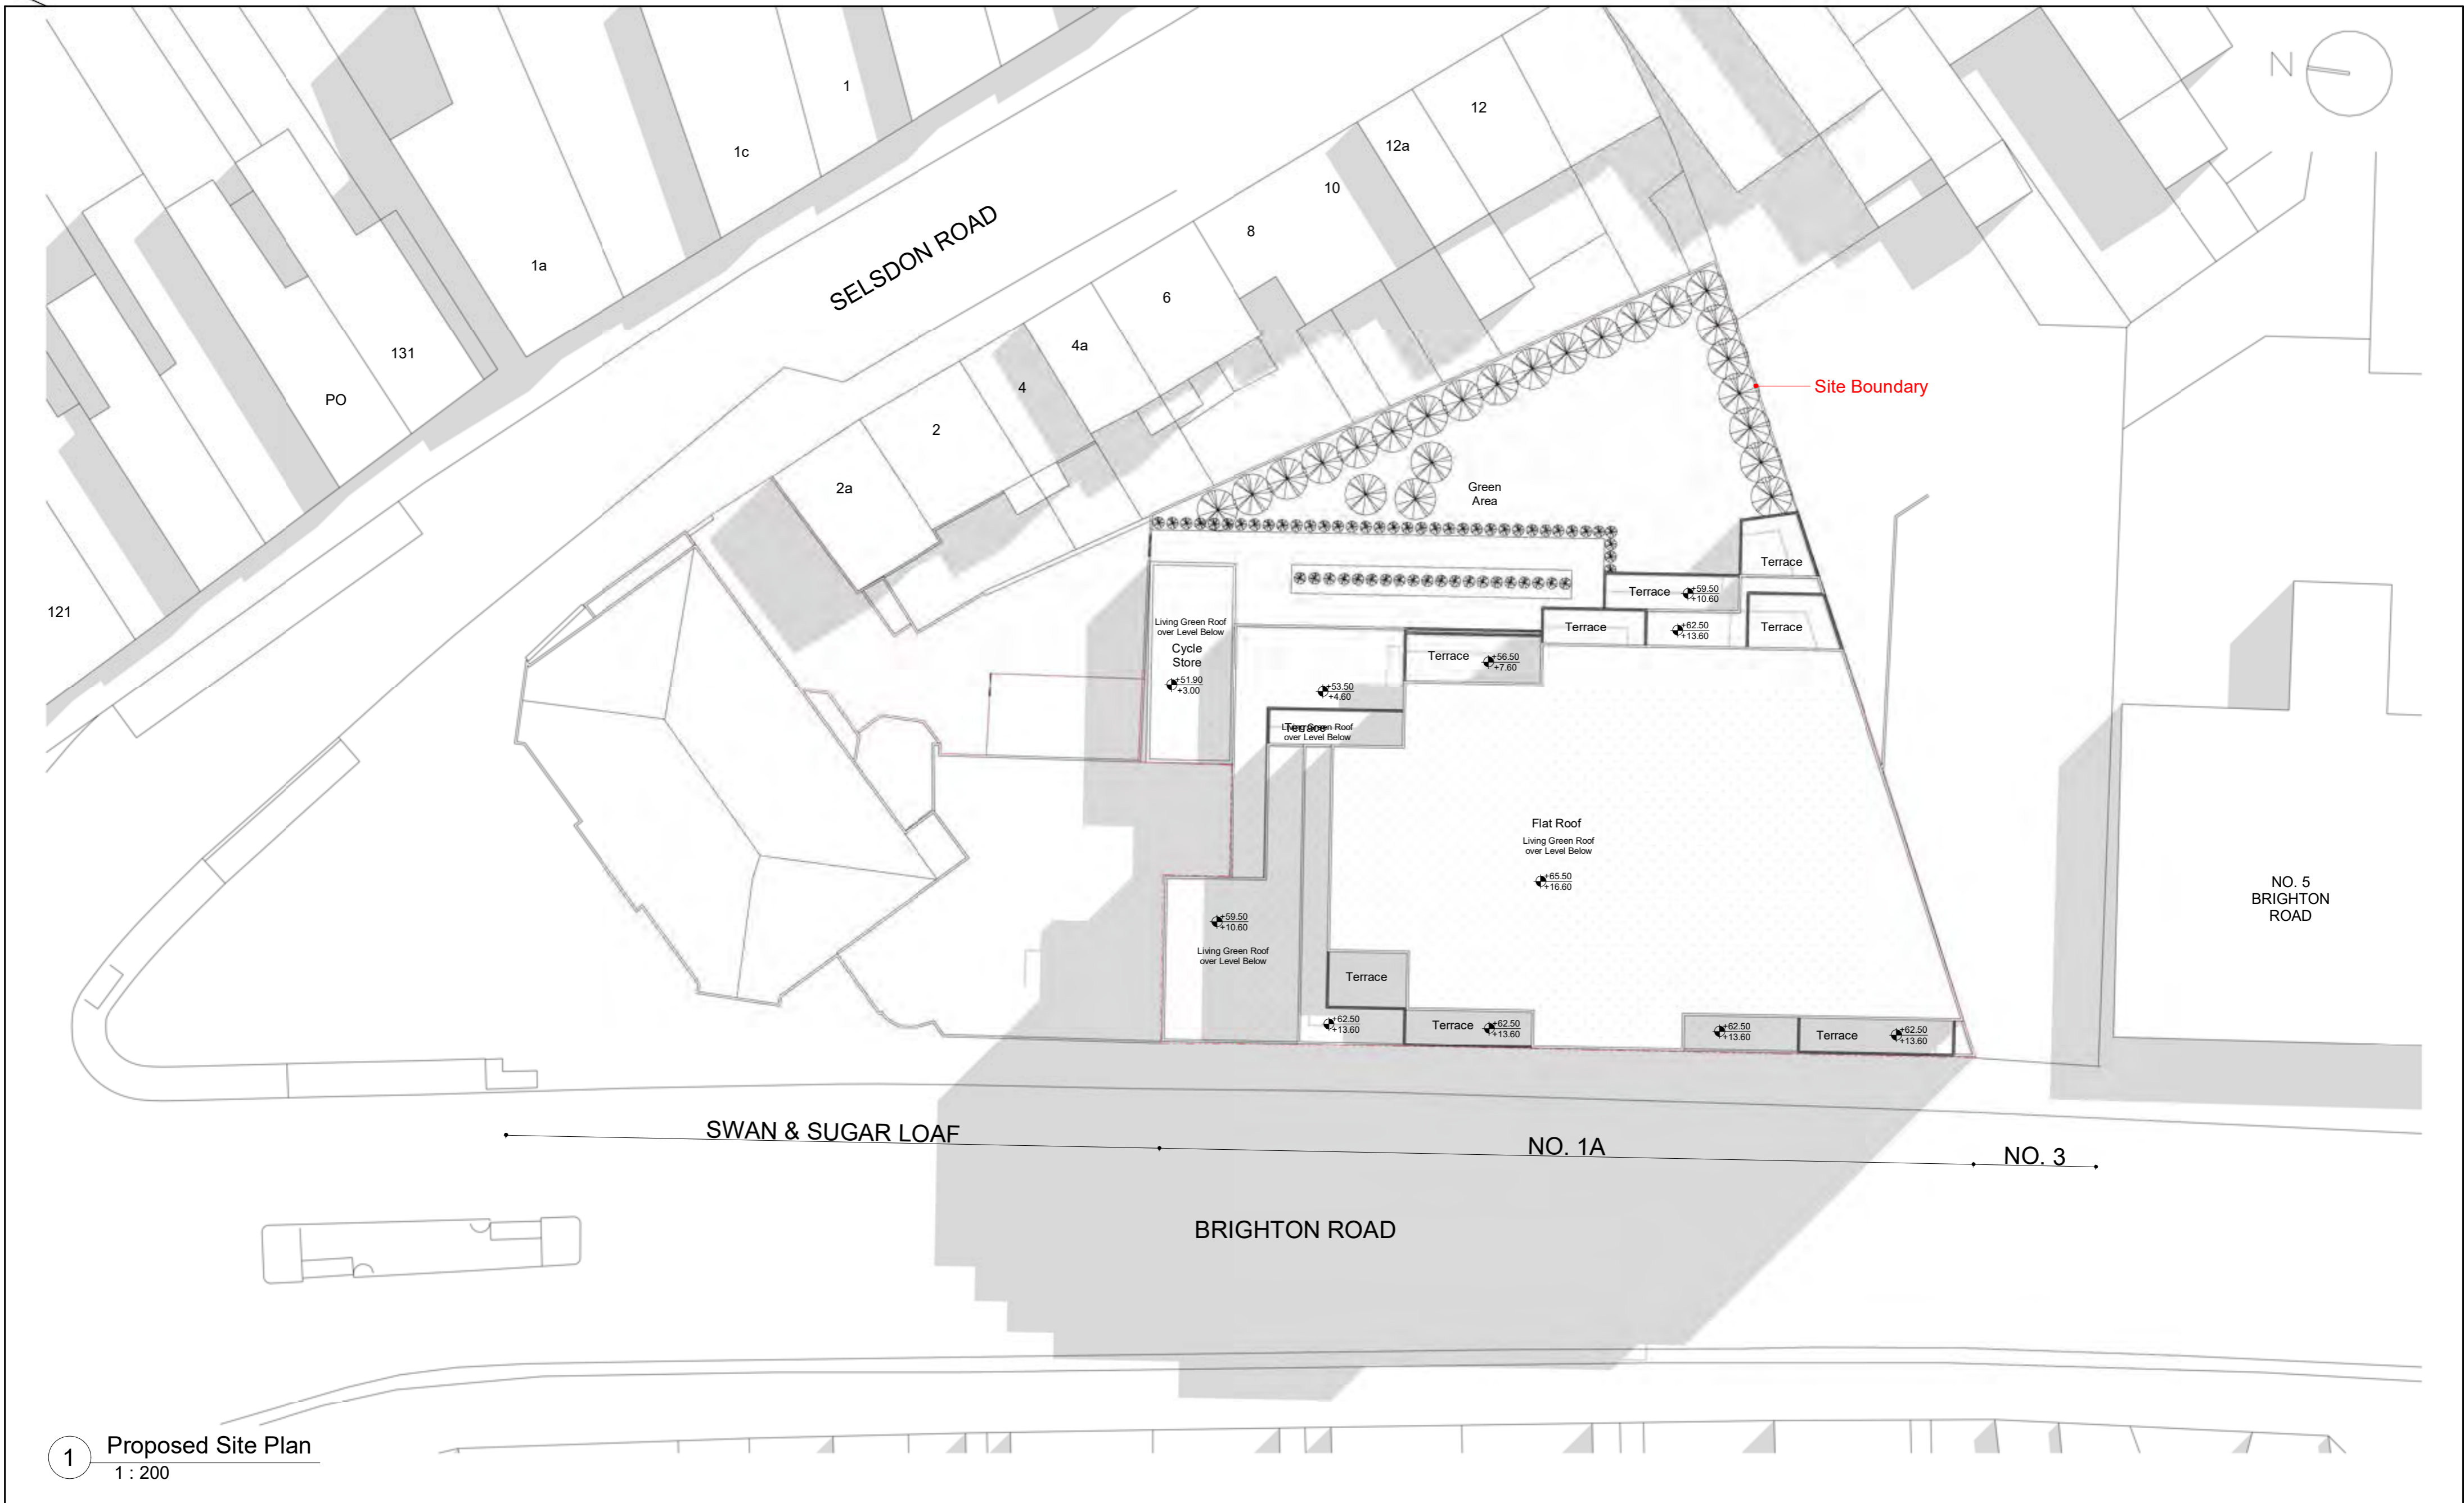 N
1
12
1c
12a
10
SELSDON ROAD
8
1a
6
4a
131
4
Site Boundary
PO
2
2a
Green
Area
Terrace
Terrace
+59.50
+10.60
121
Living Green Roof
over Level Below
Terrace
+62.50
+13.60
Terrace
Cycle
Store
Terrace
+56.50
+7.60
+51.90
+3.00
+53.50
+4.60
Terrace
Living Green Roof
over Level Below
Flat Roof
Living Green Roof
over Level Below
+65.50
+16.60
NO. 5
BRIGHTON
ROAD
+59.50
+10.60
Living Green Roof
over Level Below
Terrace
+62.50
+13.60
Terrace
+62.50
+13.60
+62.50
+13.60
Terrace
+62.50
+13.60
SWAN & SUGAR LOAF
NO. 1A
NO. 3
BRIGHTON ROAD
1
Proposed Site Plan
1 : 200